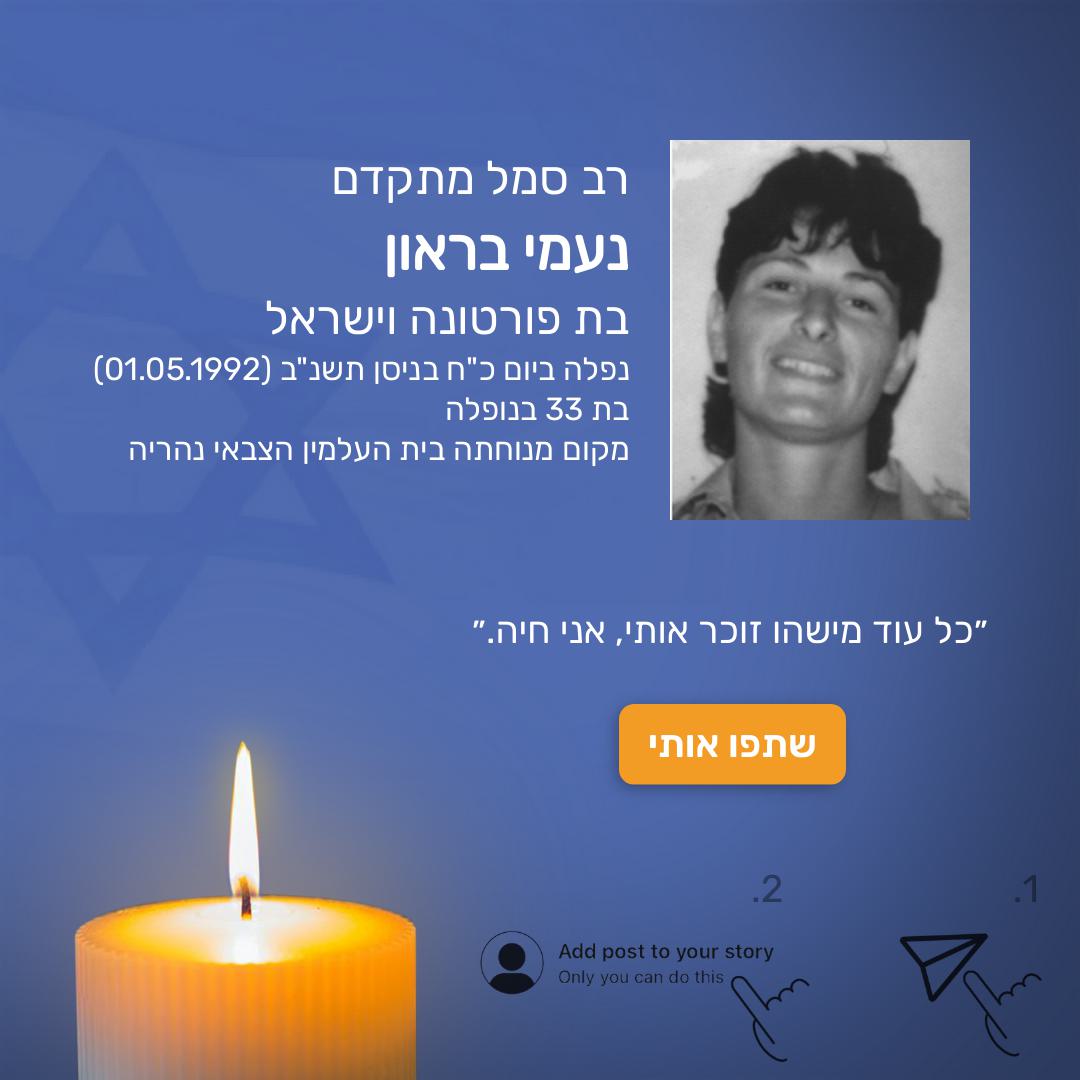 רב סמל מתקדם
נעמי בראון
בת פורטונה וישראל
נפלה ביום כ"ח בניסן תשנ"ב (01.05.1992)
בת 33 בנופלה
מקום מנוחתה בית העלמין הצבאי נהריה
״כל עוד מישהו זוכר אותי, אני חיה.״
שתפו אותי
.1
.2
Add post to your story
Only you can do this